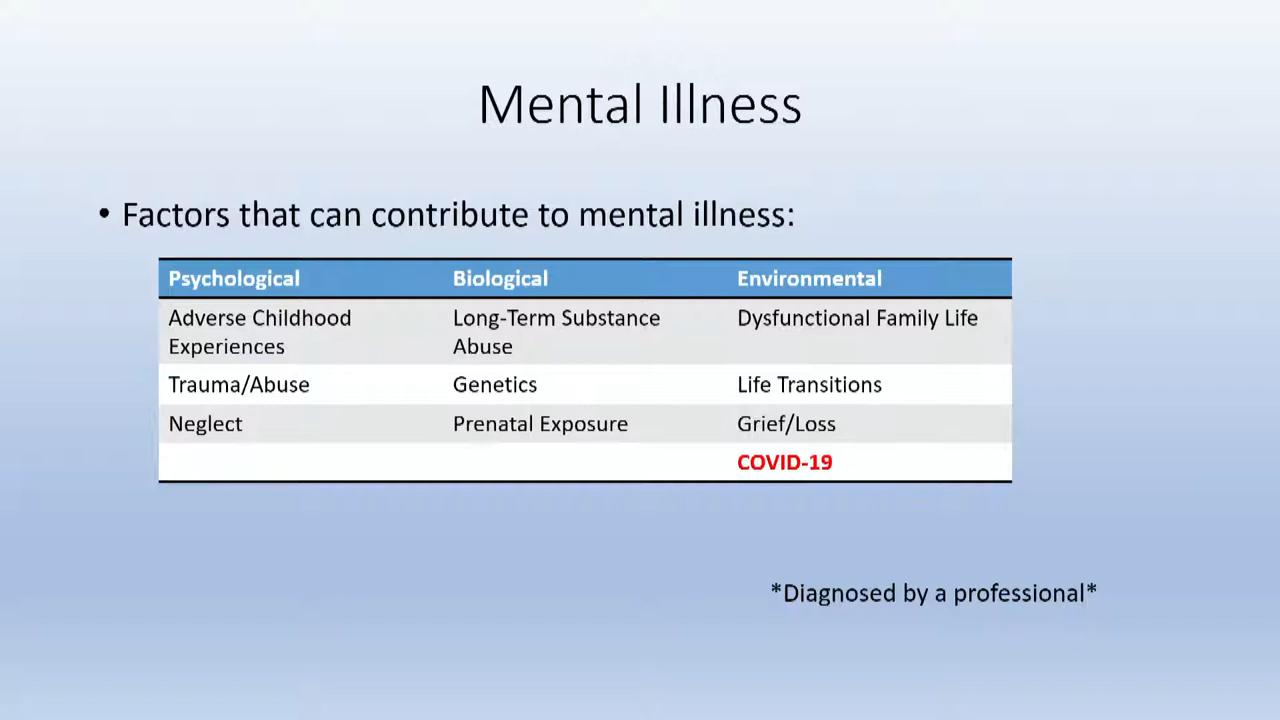 Mental Illness
• Factors that can contribute to mental illness:
Psychological Biological Environmental
Adverse Childhood Experiences Long-Term Substance Abuse Dysfunctional Family Life
Trauma/Abuse Genetics Life Transitions
Neglect Prenatal Exposure Grief/Loss
COVID-19
*Diagnosed by a professional*